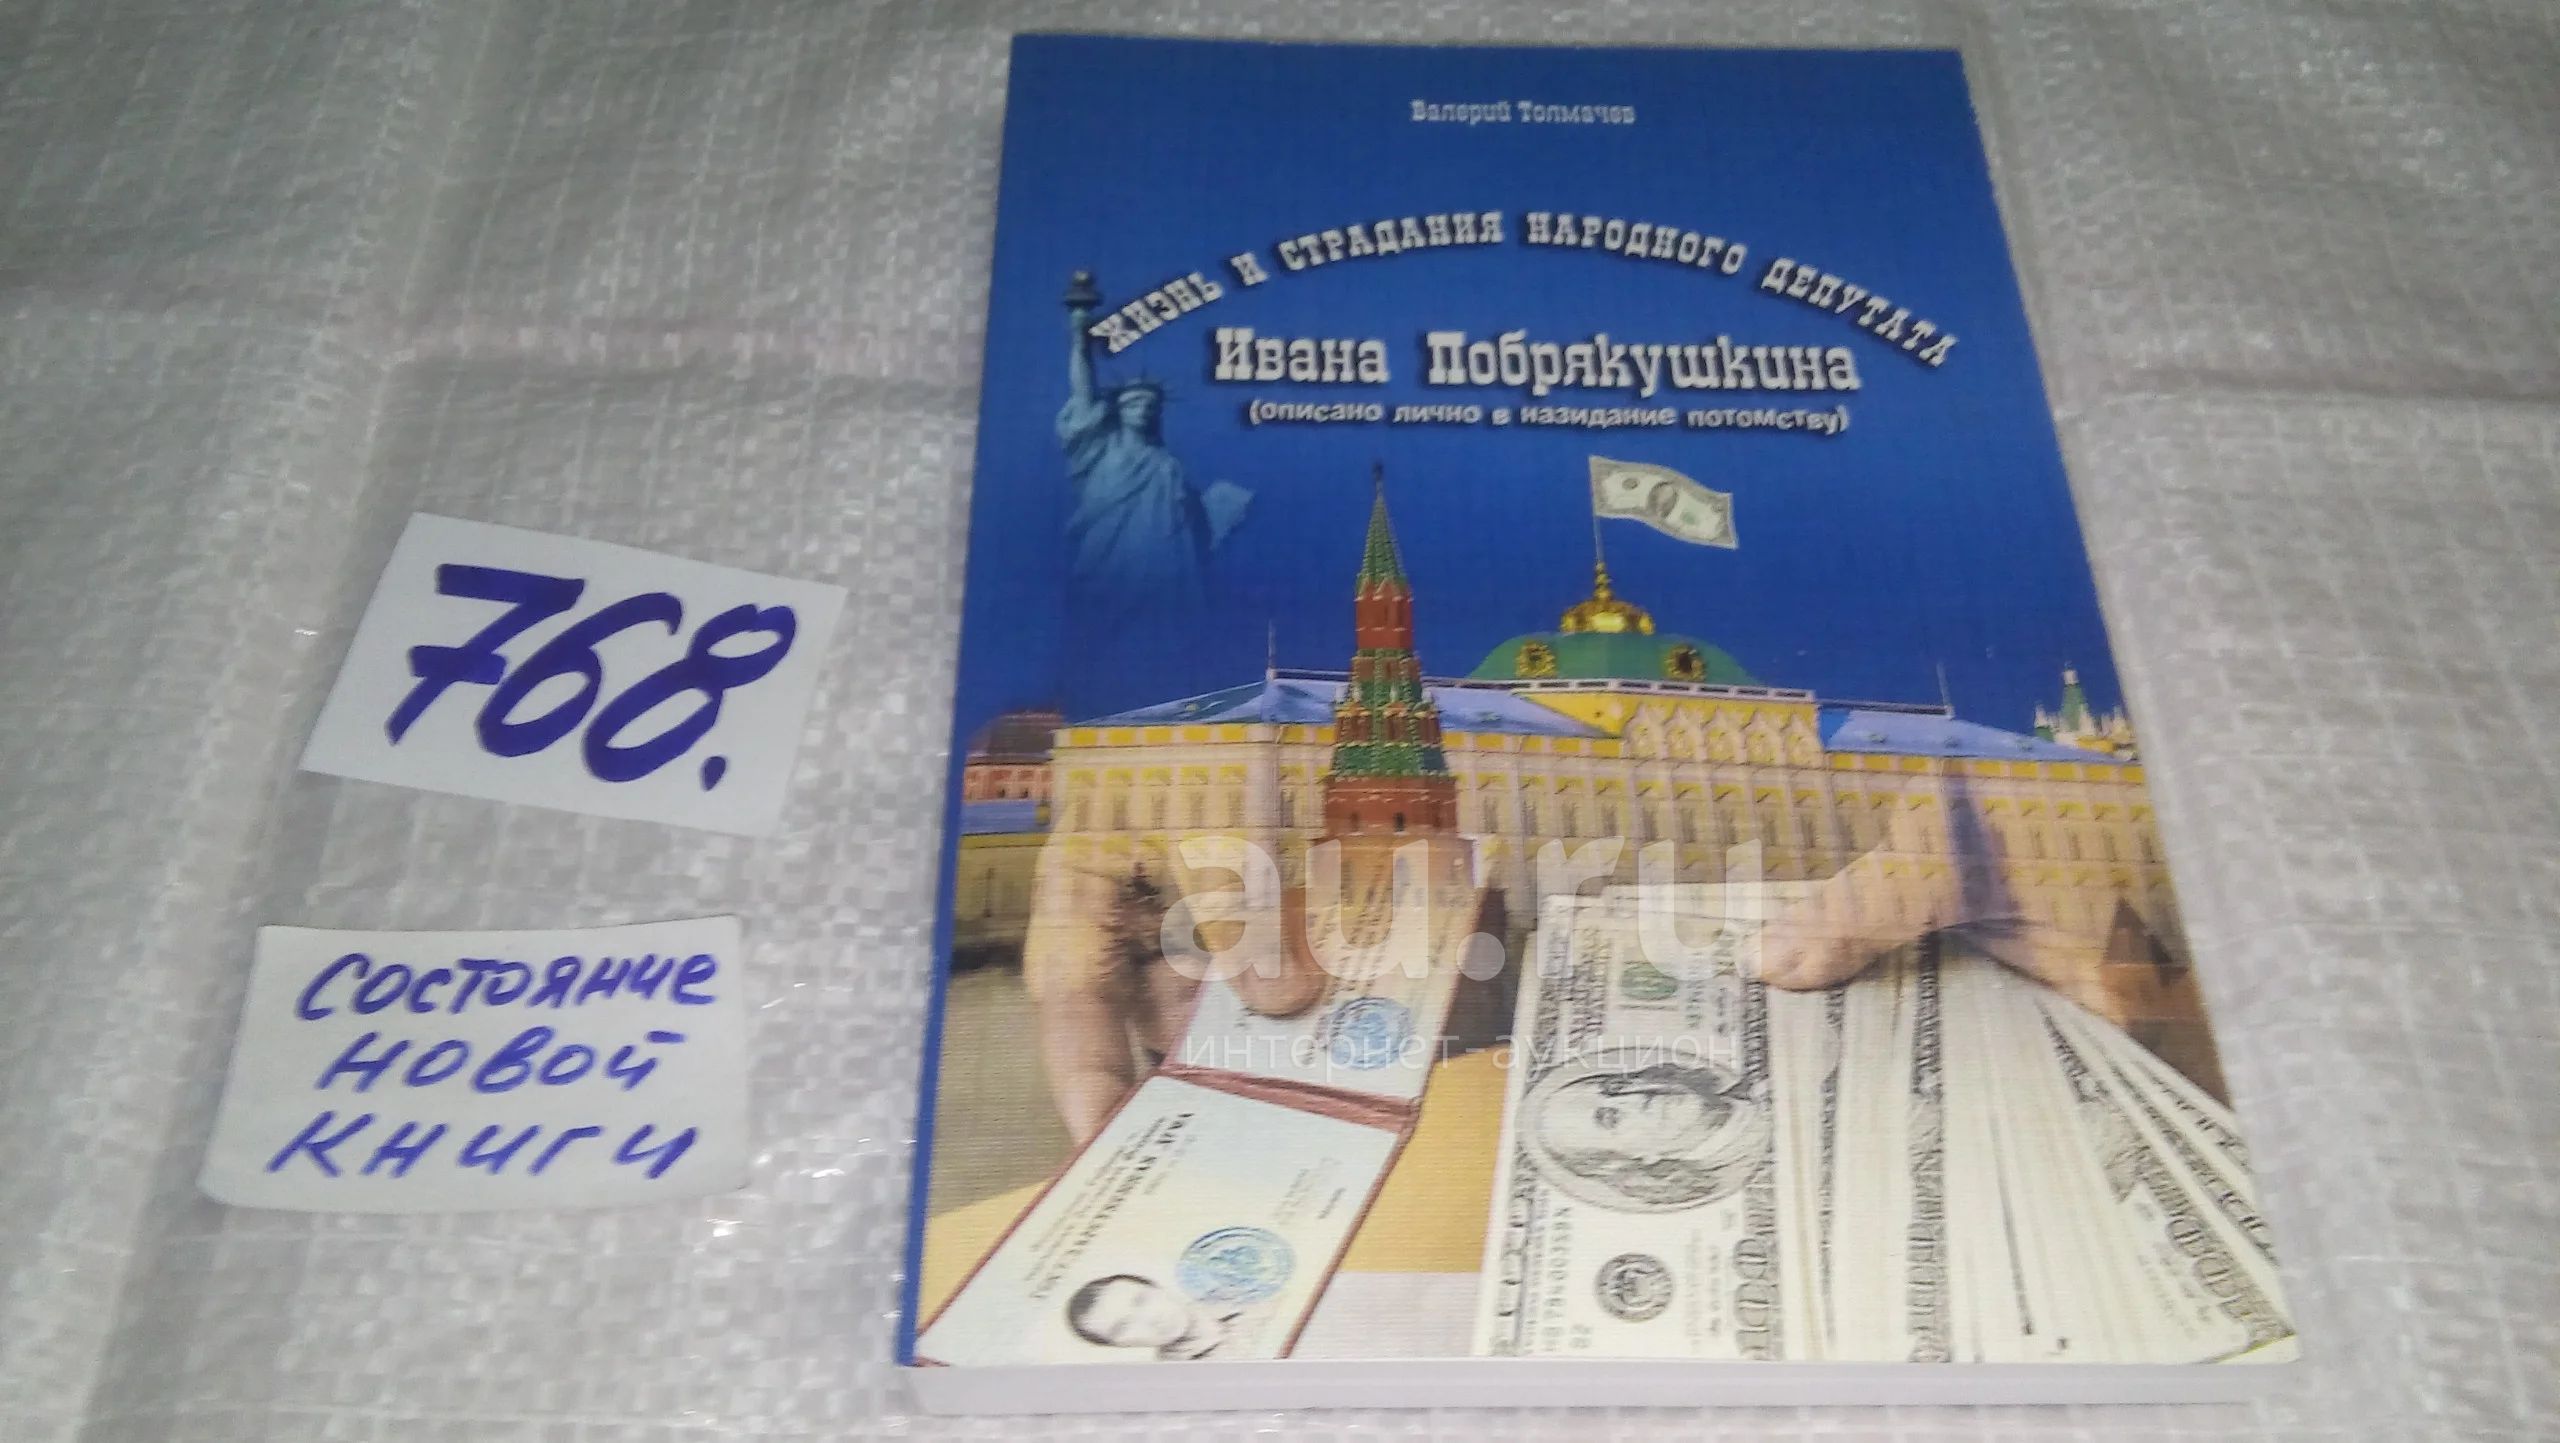 Валерий Толмачев
ЖИЗНЬ И СТРАДАНИЯ НАРОДНОГО ДЕПУТАТА
Ивана Побрякушкина
(описано лично в назидание потомству)
768.
состояние
новой
книги
au.ru
интернет-аукцион